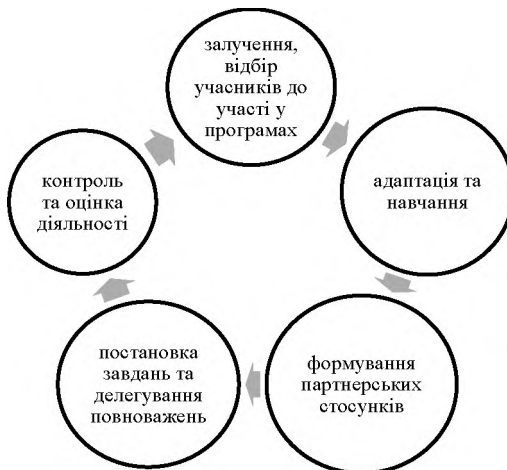 залучення,
відбір
учасників до
участі у
програмах
адаптація та
навчання
формування
партнерських
стосунків
постановка
завдань та
делегування
повноважень
контроль
та оцінка
діяльності